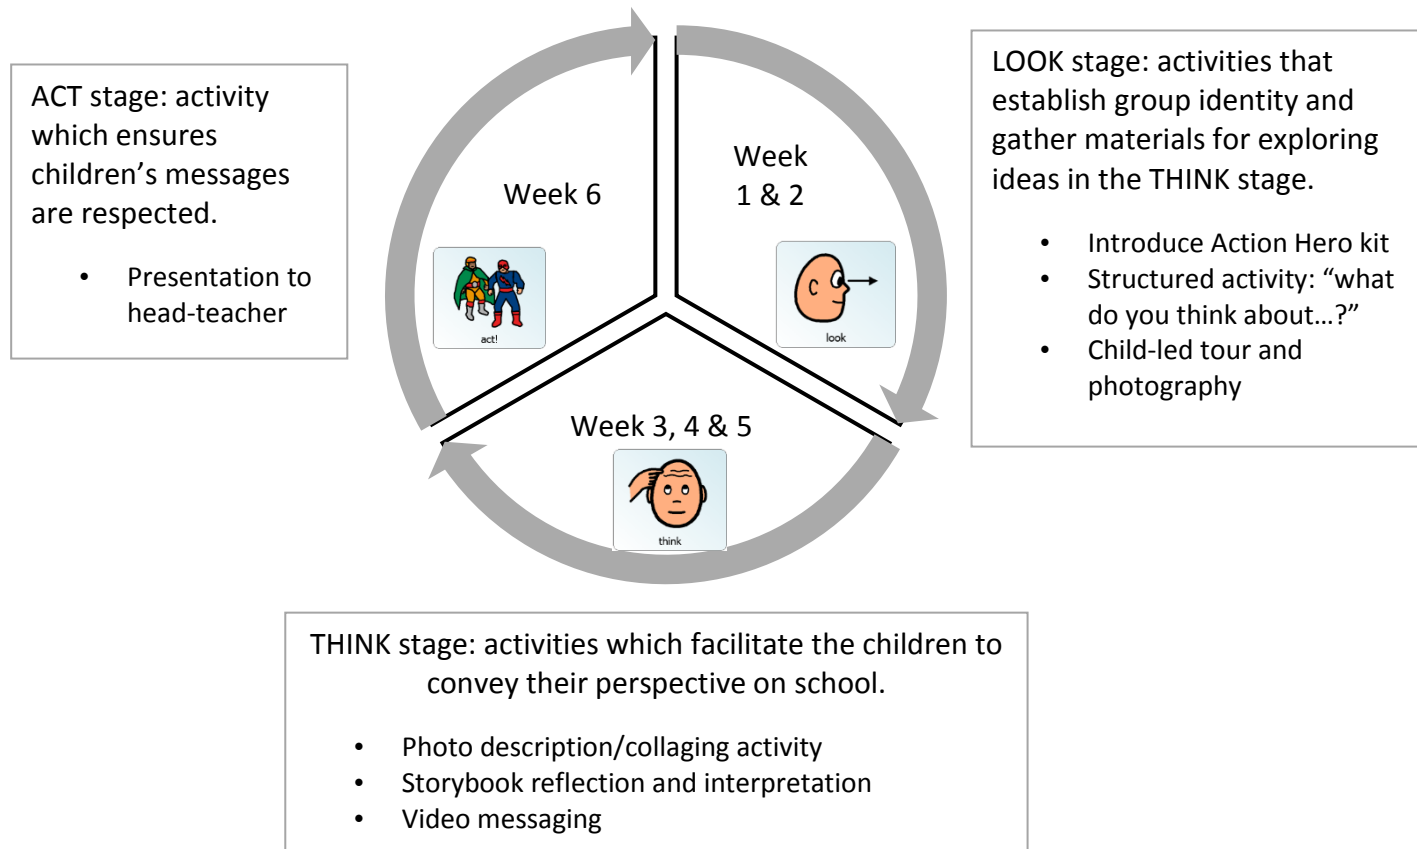 ACT stage: activity
which ensures
children’s messages
are respected.
• Presentation to
head-teacher
Week 6
act!
Week
1 & 2
look
LOOK stage: activities that
establish group identity and
gather materials for exploring
ideas in the THINK stage.
• Introduce Action Hero kit
• Structured activity: “what
do you think about…?”
• Child-led tour and
photography
Week 3, 4 & 5
think
THINK stage: activities which facilitate the children to
convey their perspective on school.
• Photo description/collaging activity
• Storybook reflection and interpretation
• Video messaging